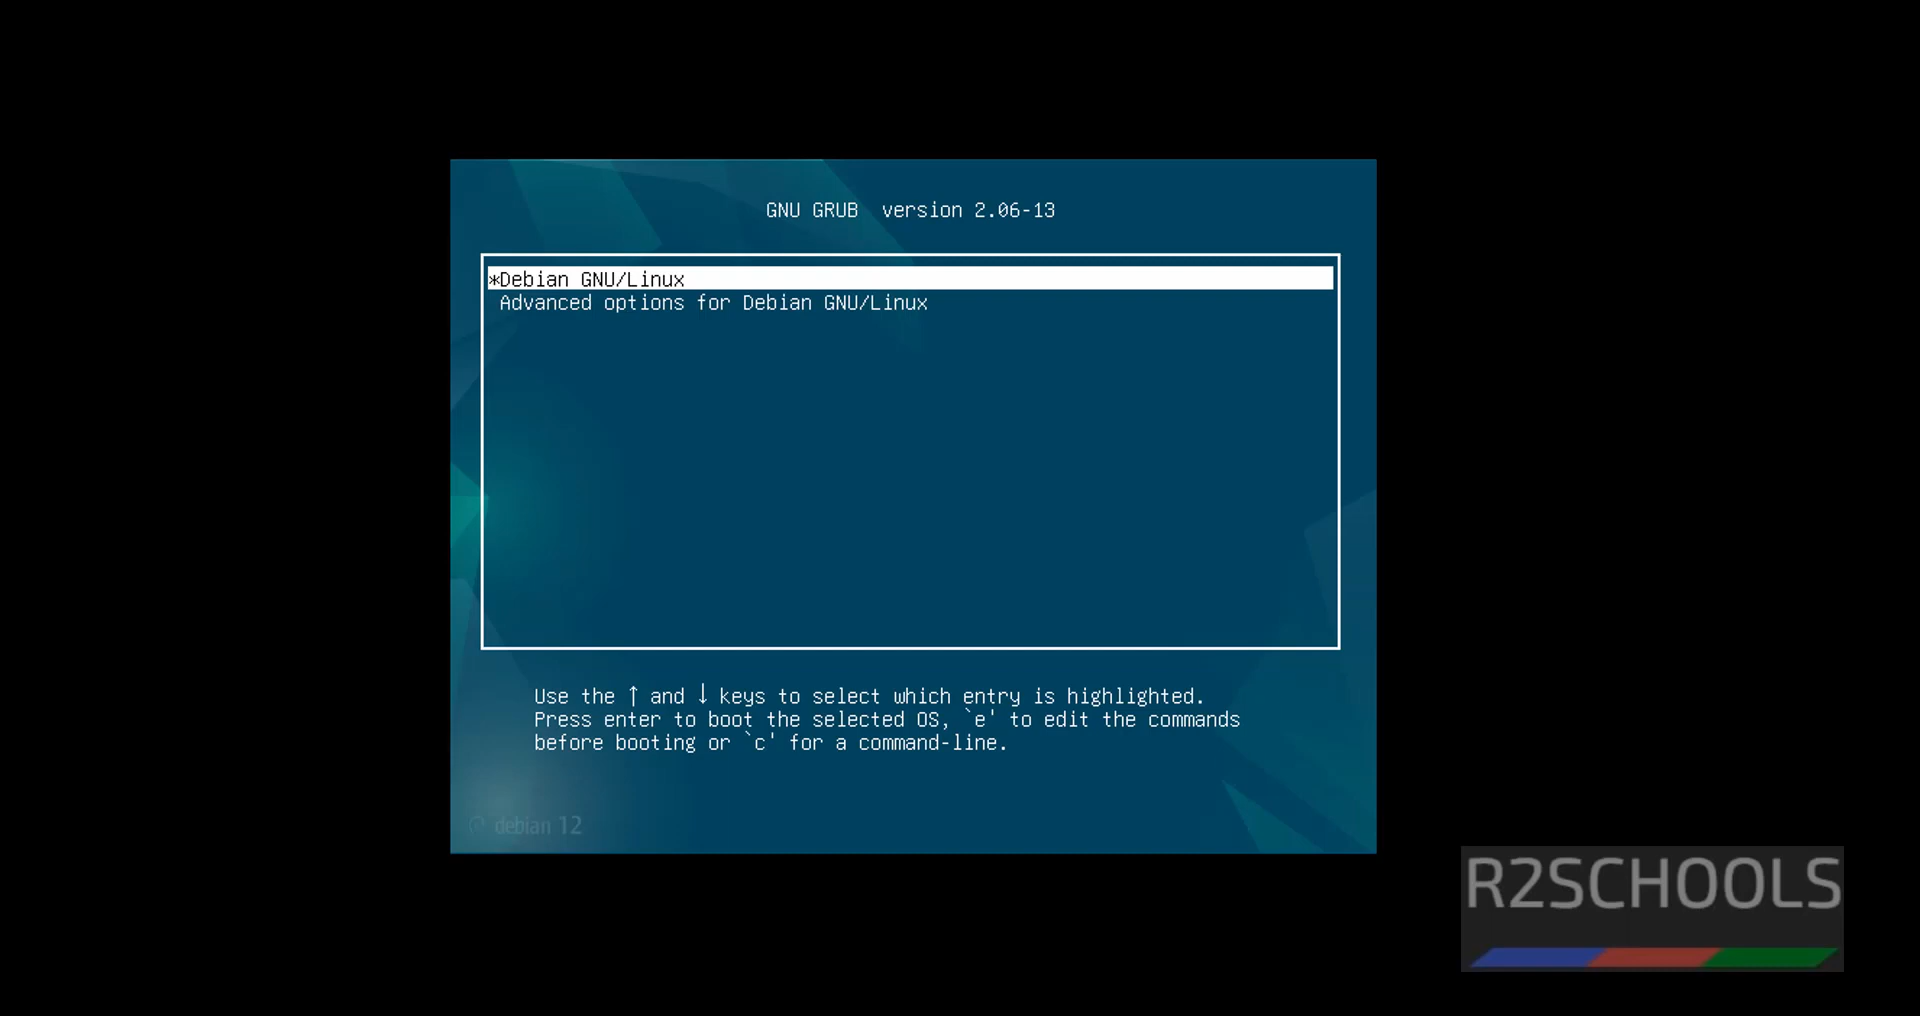 GNU GRUB  version 2.06-13
*Debian GNU/Linux
Advanced options for Debian GNU/Linux
Use the ↑ and ↓ keys to select which entry is highlighted.
Press enter to boot the selected OS, `e' to edit the commands
before booting or `c' for a command-line.
debian 12
R2SCHOOLS